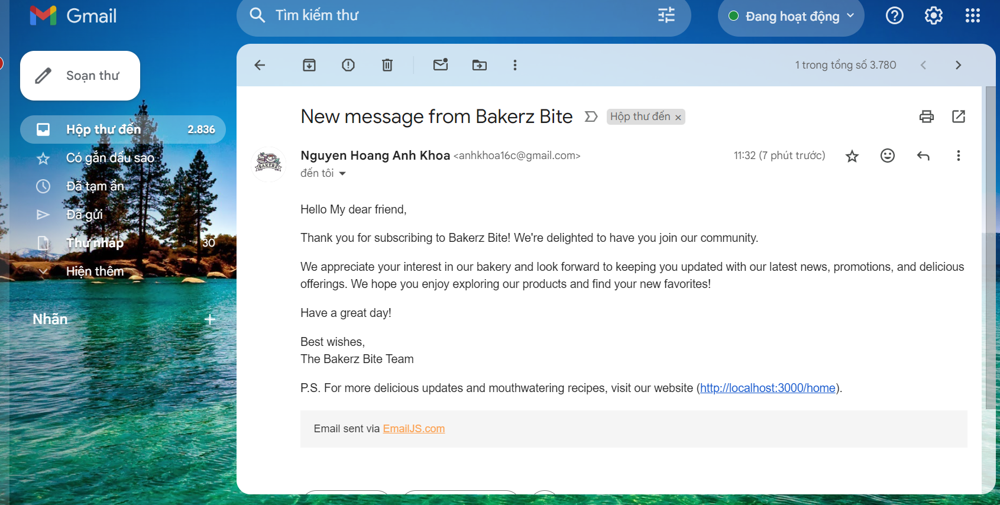 Gmail
Tìm kiếm thư
Đang hoạt động
Soạn thư
1 trong tổng số 3.780
Hộp thư đến 2.836
Có gắn dấu sao
Đã tạm ẩn
Đã gửi
Thư nháp 30
Hiện thêm
Nhãn
New message from Bakerz Bite Hộp thư đến ×
BAKERZ
Nguyen Hoang Anh Khoa <anhkhoa16c@gmail.com> 11:32 (7 phút trước)
đến tôi
Hello My dear friend,
Thank you for subscribing to Bakerz Bite! We're delighted to have you join our community.
We appreciate your interest in our bakery and look forward to keeping you updated with our latest news, promotions, and delicious
offerings. We hope you enjoy exploring our products and find your new favorites!
Have a great day!
Best wishes,
The Bakerz Bite Team
P.S. For more delicious updates and mouthwatering recipes, visit our website (http://localhost:3000/home).
Email sent via EmailJS.com